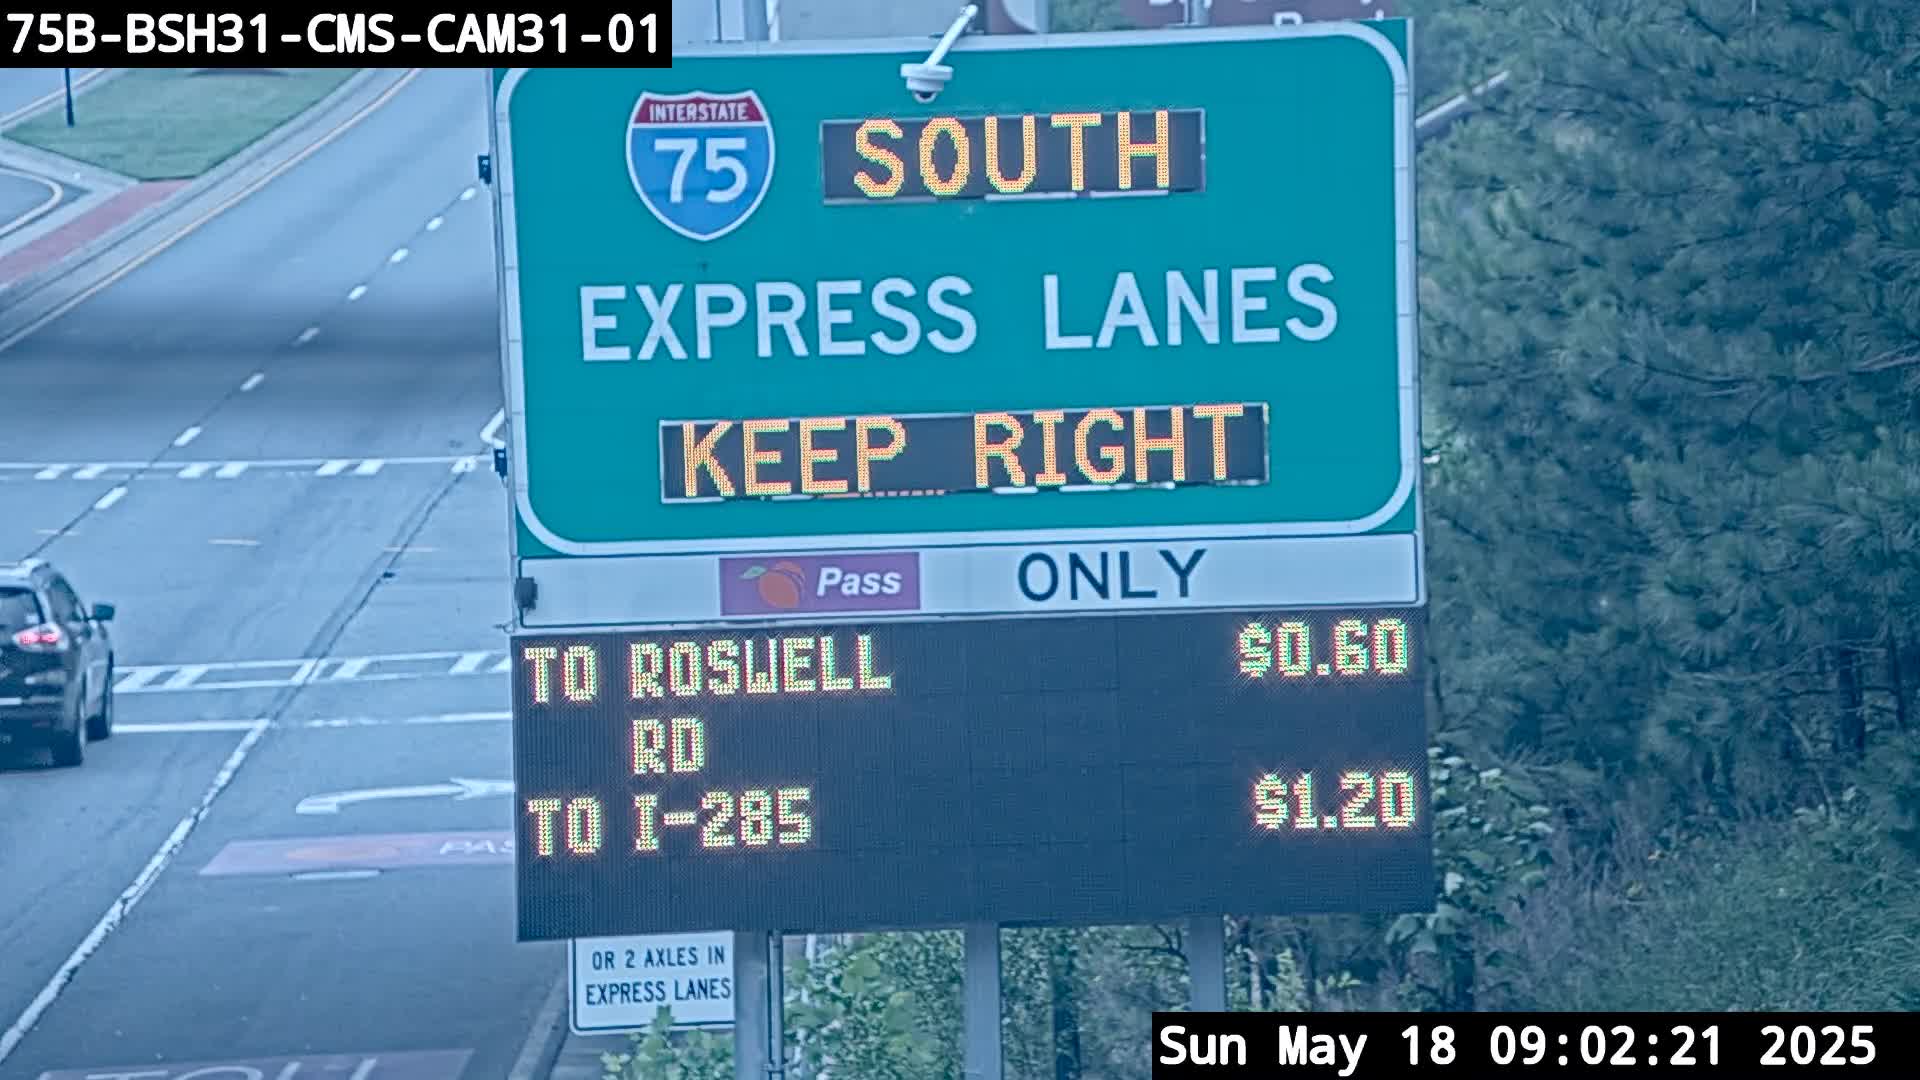 75B-BSH31-CMS-CAM31-01
INTERSTATE
75
SOUTH
EXPRESS LANES
KEEP RIGHT
Pass ONLY
TO ROSWELL $0.60
RD
TO I-285 $1.20
OR 2 AXLES IN
EXPRESS LANES
TOLL
Sun May 18 09:02:21 2025